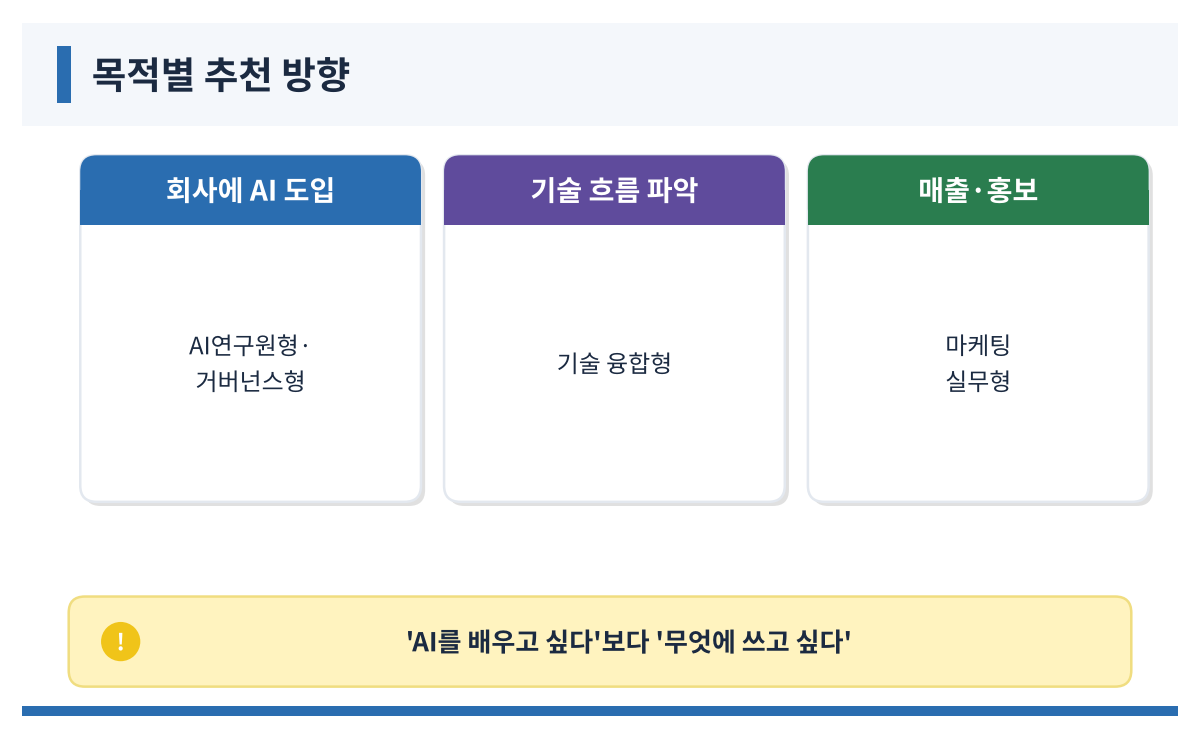 목적별 추천 방향
회사에 AI 도입
기술 흐름 파악
매출·홍보
AI연구원형·
거버넌스형
기술 융합형
마케팅
실무형
!
'AI를 배우고 싶다'보다 '무엇에 쓰고 싶다'